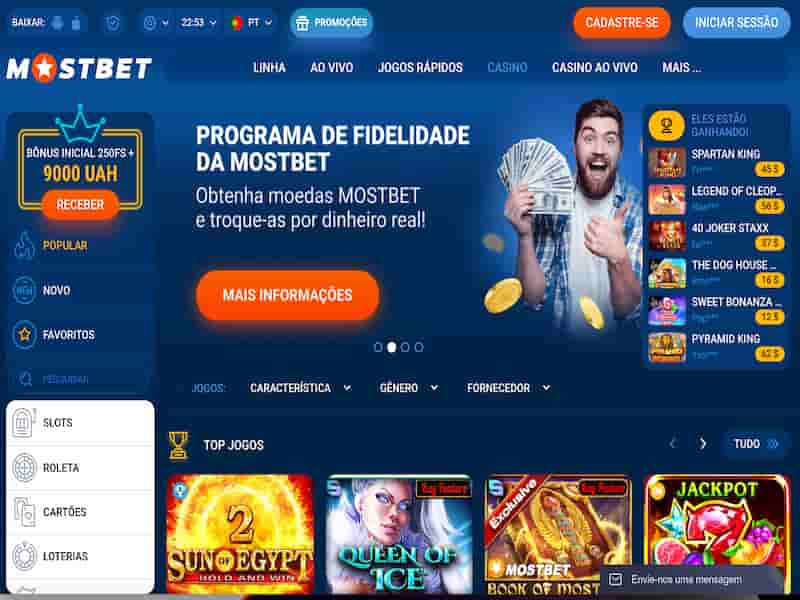 BAIXAR:
22:53
PT
PROMOÇÕES
CADASTRE-SE
INICIAR SESSÃO
MOSTBET
LINHA
AO VIVO
JOGOS RÁPIDOS
CASINO
CASINO AO VIVO
MAIS ...
BÔNUS INICIAL 250FS +
9000 UAH
RECEBER
POPULAR
NOVO
FAVORITOS
PESQUISAR
SLOTS
ROLETA
CARTÕES
LOTERIAS
PROGRAMA DE FIDELIDADE
DA MOSTBET
Obtenha moedas MOSTBET
e troque-as por dinheiro real!
MAIS INFORMAÇÕES
ELES ESTÃO
GANHANDO!
SPARTAN KING
45 $
LEGEND OF CLEOP...
56 $
40 JOKER STAXX
37 $
THE DOG HOUSE ...
16 $
SWEET BONANZA ...
12 $
PYRAMID KING
62 $
JOGOS:
CARACTERÍSTICA
GÊNERO
FORNECEDOR
TOP JOGOS
TUDO
2
SUN OF EGYPT
HOLD AND WIN
Buy Feature
QUEEN OF
ICE
Exclusive
Buy Feature
MOSTBET
BOOK OF MOST
JACKPOT
Envie-nos uma mensagem